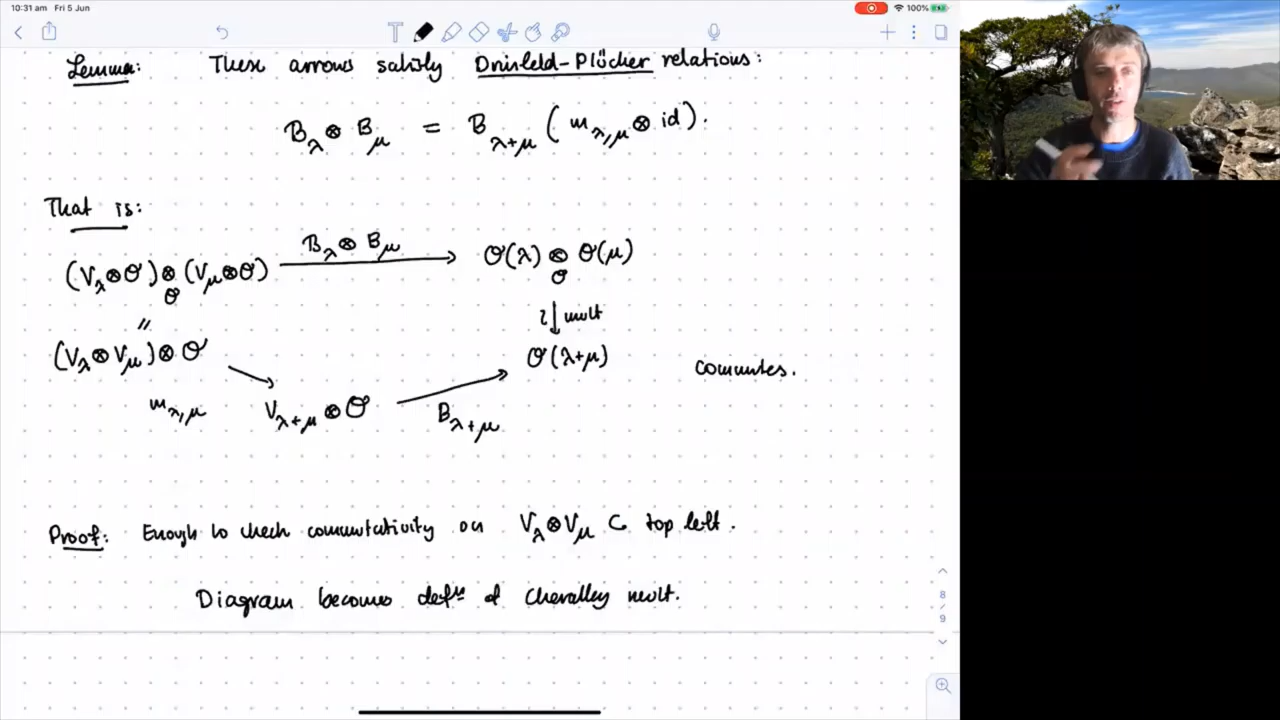 10:31 am Fri 5 Jun
100%
Lemma: These arrows satisfy Drinfeld-Plücker relations:
B_λ ⊗ B_μ = B_{λ+μ} (m_{λ,μ} ⊗ id).
That is:
(V_λ ⊗ O) ⊗_O (V_μ ⊗ O) B_λ ⊗ B_μ → O(λ) ⊗_O O(μ)
= ≀ ↓ mult
(V_λ ⊗ V_μ) ⊗ O O(λ+μ) commutes.
m_{λ,μ} V_{λ+μ} ⊗ O B_{λ+μ}
Proof: Enough to check commutativity on V_λ ⊗ V_μ ⊂ top left.
Diagram becomes defⁿ of Chevalley mult.
8
/
9